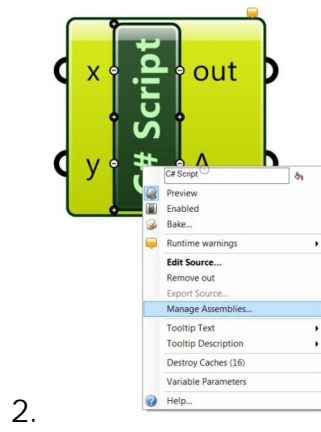 x
C# Script
out
y
A
C# Script
Preview
Enabled
Bake...
Runtime warnings
Edit Source...
Remove out
Export Source...
Manage Assemblies...
Tooltip Text
Tooltip Description
Destroy Caches (16)
Variable Parameters
Help...
2.